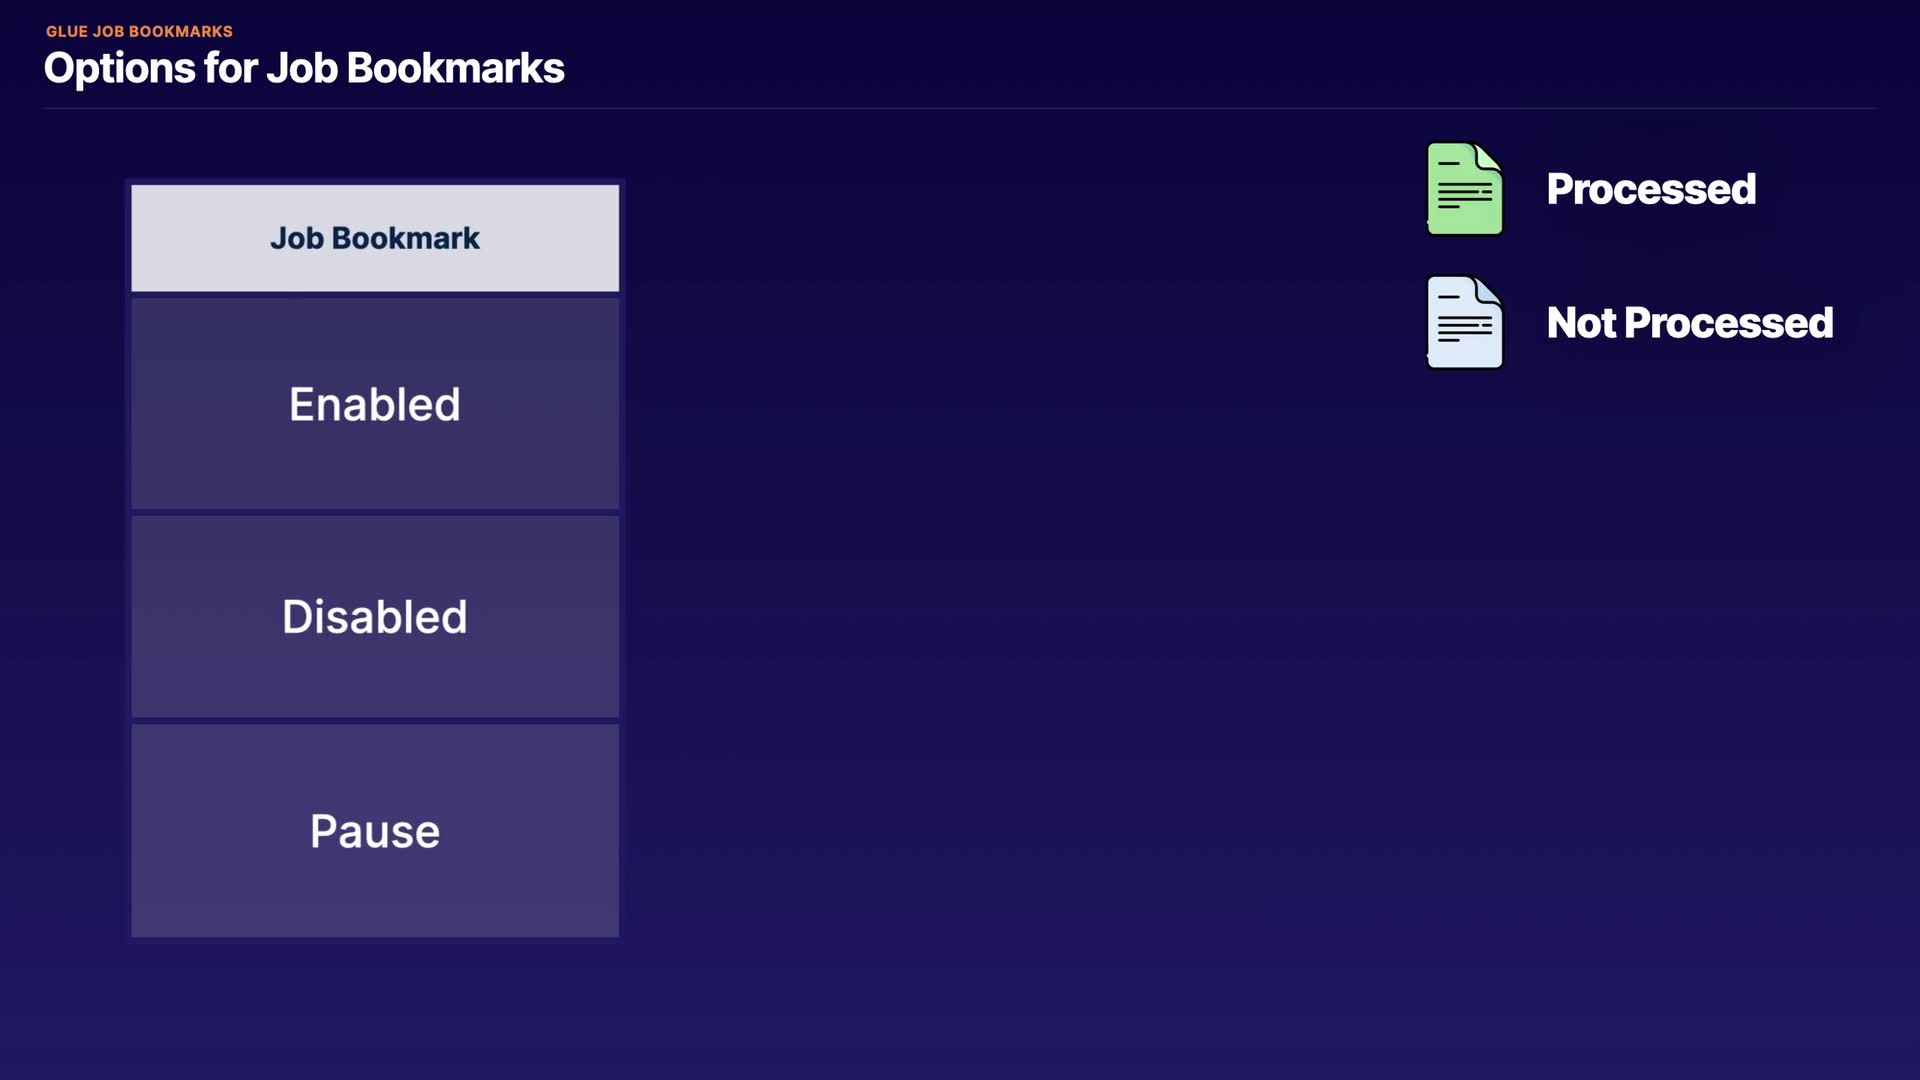 GLUE JOB BOOKMARKS
Options for Job Bookmarks
Job Bookmark
Enabled
Disabled
Pause
Processed
Not Processed